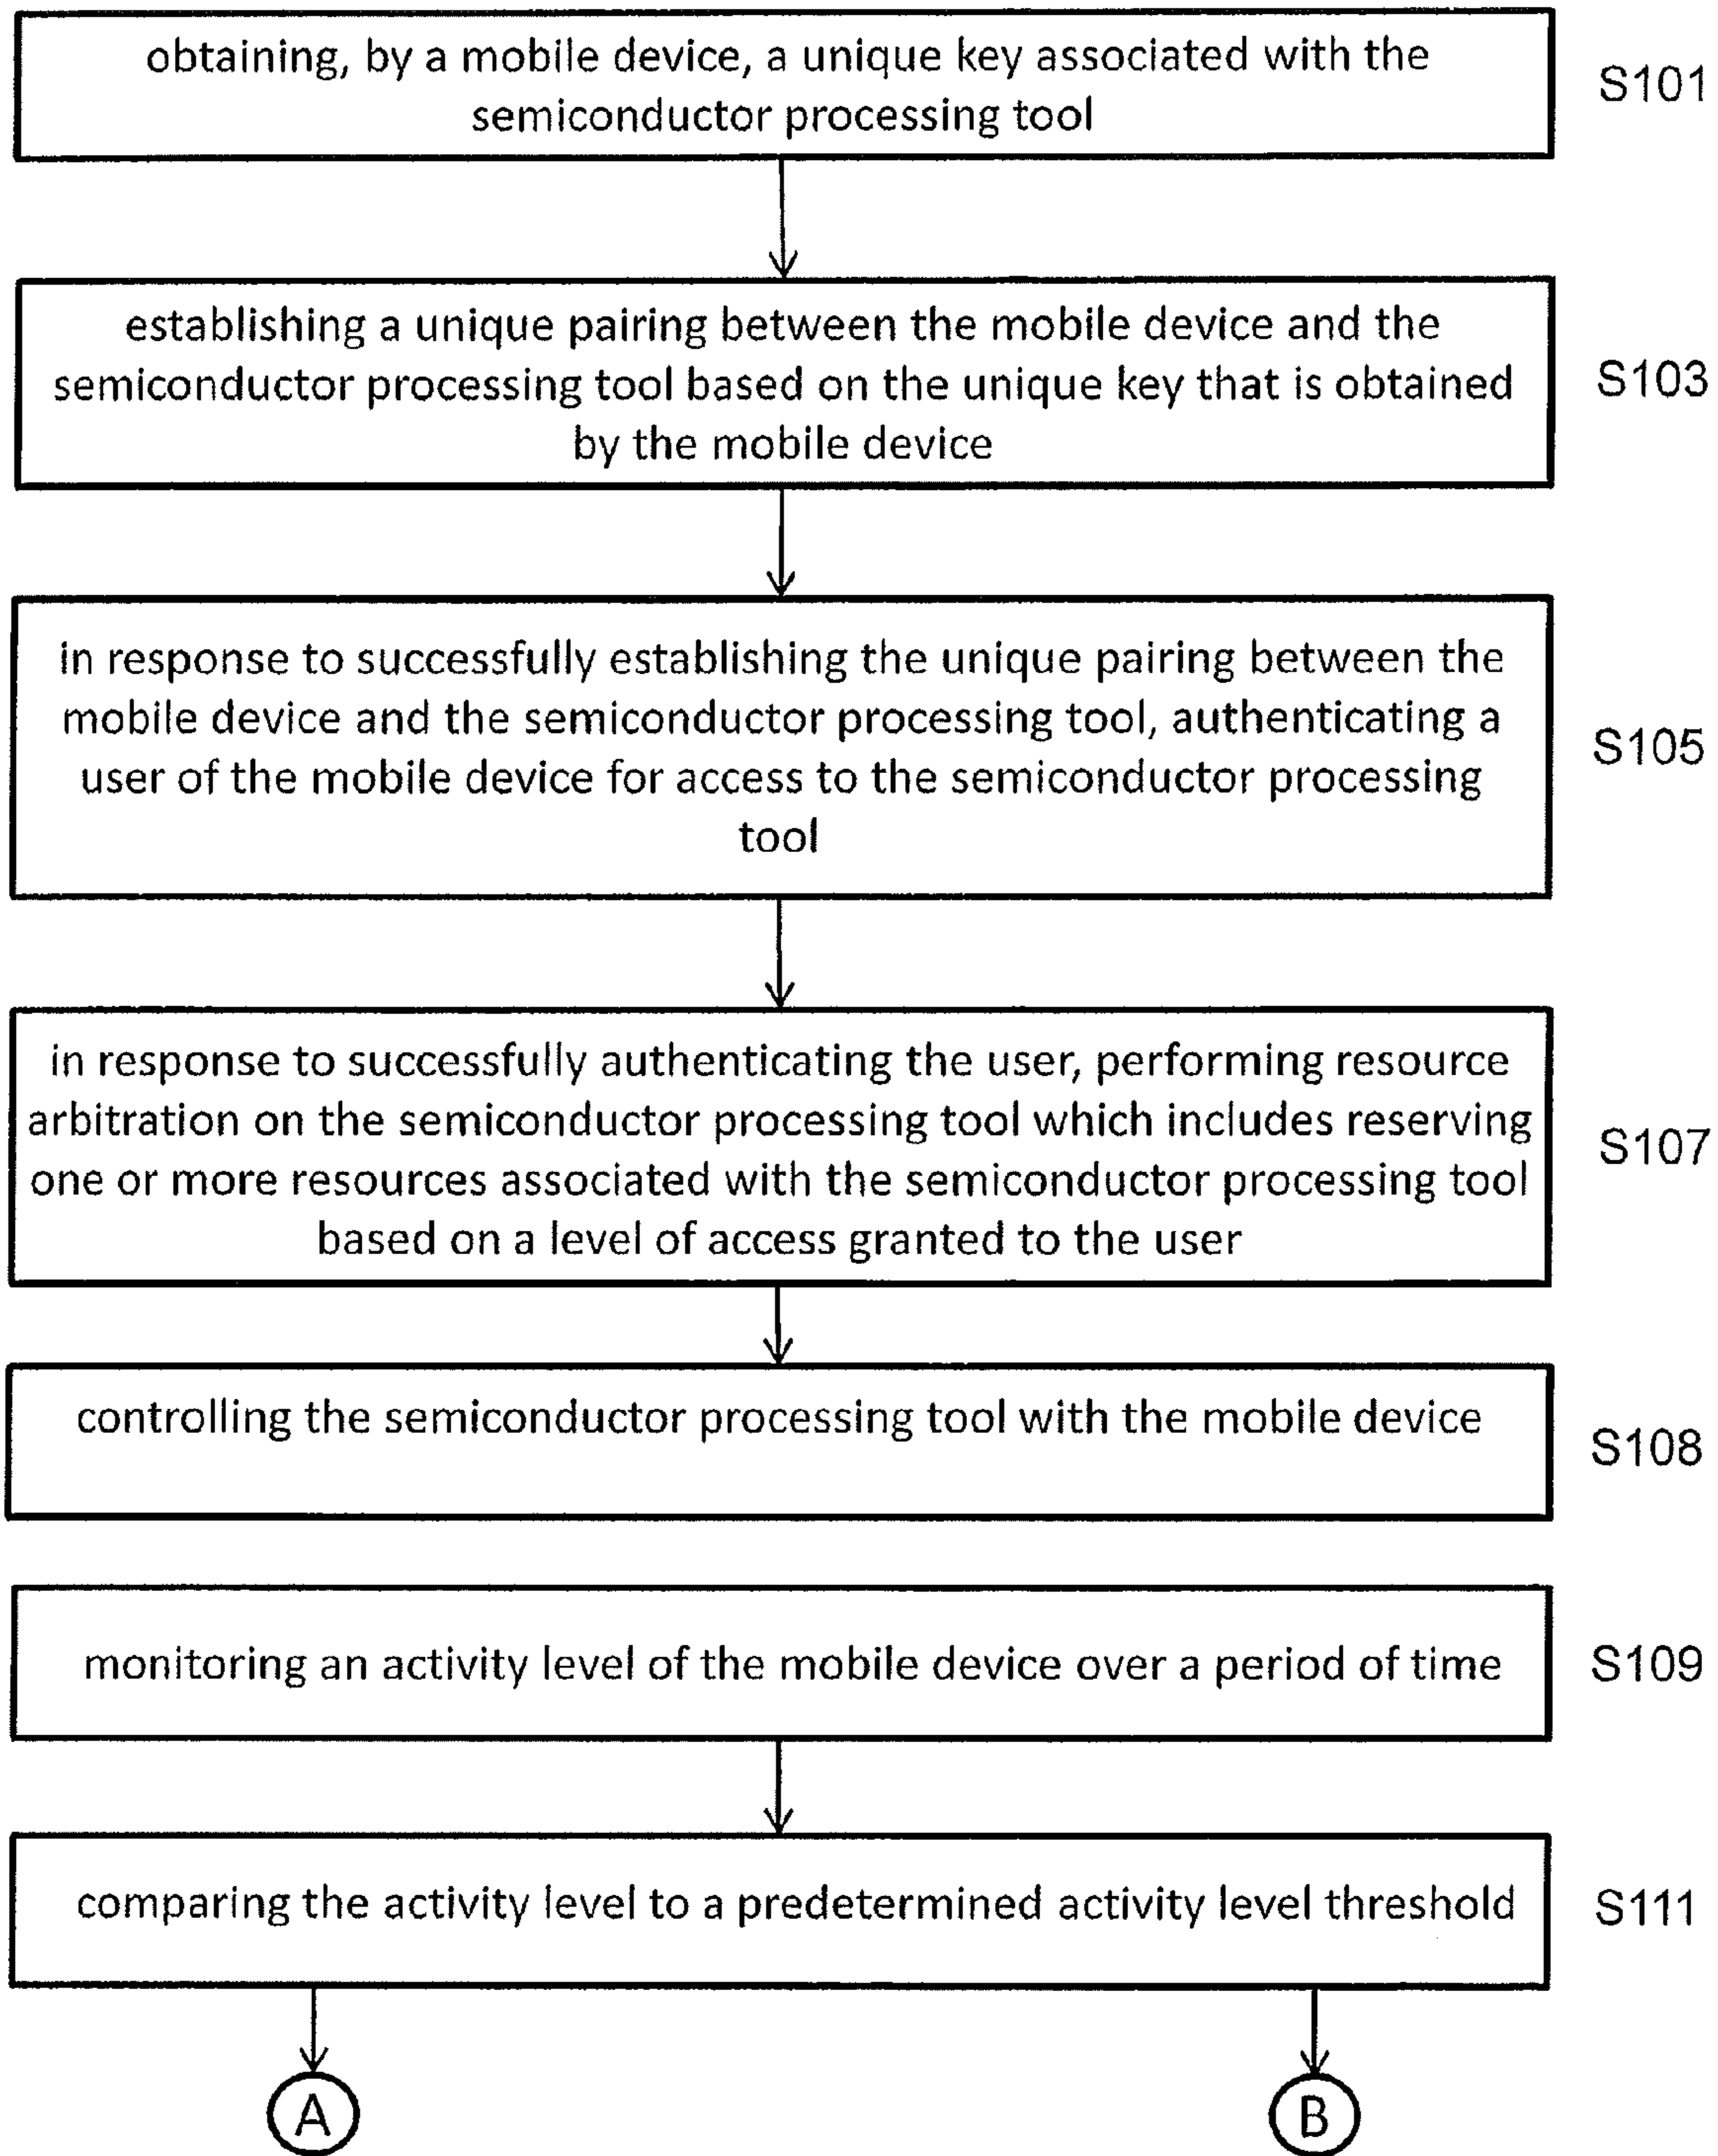 obtaining, by a mobile device, a unique key associated with the
semiconductor processing tool
S101
establishing a unique pairing between the mobile device and the
semiconductor processing tool based on the unique key that is obtained
by the mobile device
S103
in response to successfully establishing the unique pairing between the
mobile device and the semiconductor processing tool, authenticating a
user of the mobile device for access to the semiconductor processing
tool
S105
in response to successfully authenticating the user, performing resource
arbitration on the semiconductor processing tool which includes reserving
one or more resources associated with the semiconductor processing tool
based on a level of access granted to the user
S107
controlling the semiconductor processing tool with the mobile device
S108
monitoring an activity level of the mobile device over a period of time
S109
comparing the activity level to a predetermined activity level threshold
S111
A
B